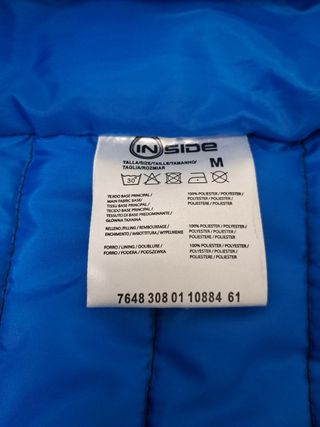 INSIDE
TALLA/SIZE/TAILLE/TAMANHO/
TAGLIA/ROZMIAR
M
30
TEJIDO BASE PRINCIPAL /
MAIN FABRIC BASE /
TISSU BASE PRINCIPAL /
TECIDO BASE PRINCIPAL /
TESSUTO DI BASE PREDOMINANTE /
GŁÓWNA TKANINA
100% POLIESTER / POLYESTER /
POLYESTER / POLIÉSTER /
POLIESTERE / POLIESTER
RELLENO / FILLING / REMBOURRAGE /
ENCHIMENTO / IMBOTTITURA / WYPEŁNIENIE
100% POLIESTER / POLYESTER /
POLYESTER / POLIÉSTER /
POLIESTERE / POLIESTER
FORRO / LINING / DOUBLURE /
FORRO / FODERA / PODSZEWKA
100% POLIESTER / POLYESTER /
POLYESTER / POLIÉSTER /
POLIESTERE / POLIESTER
7648 308 01 10884 61